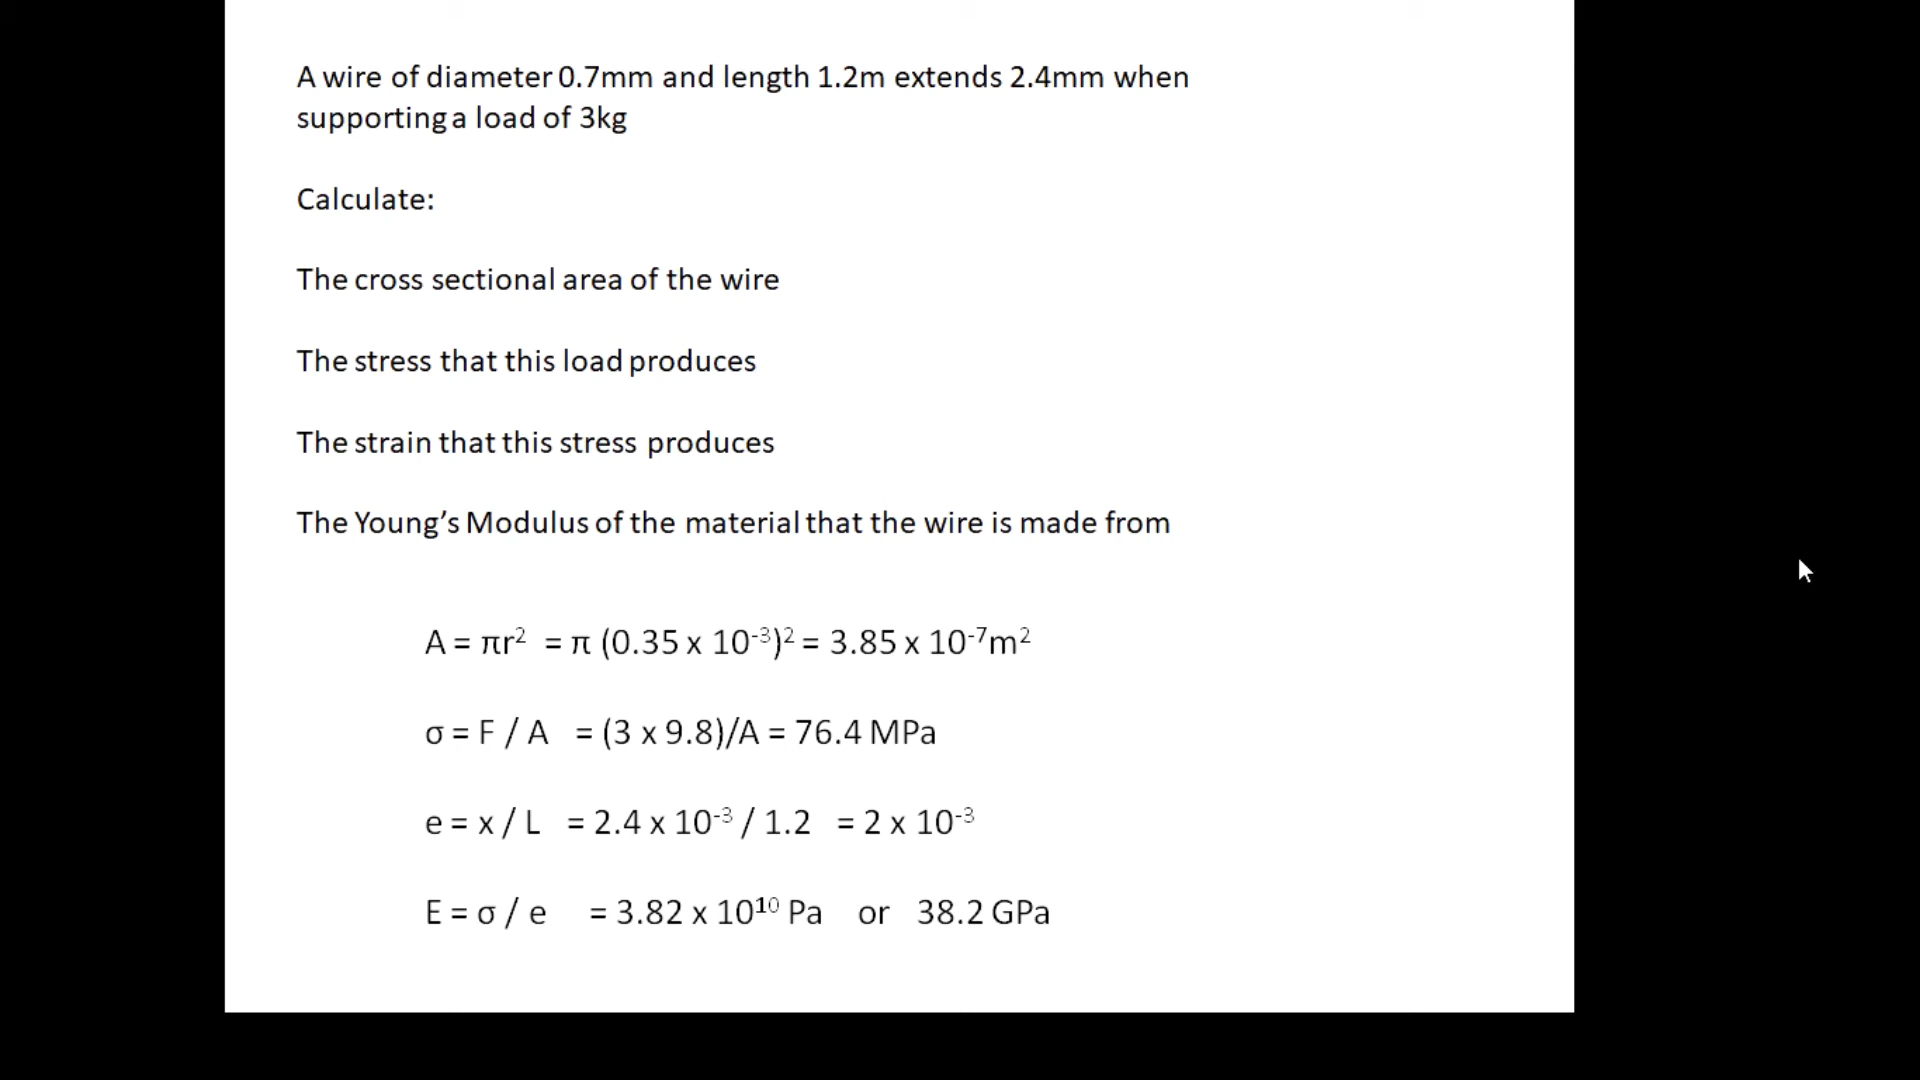 A wire of diameter 0.7mm and length 1.2m extends 2.4mm when
supporting a load of 3kg
Calculate:
The cross sectional area of the wire
The stress that this load produces
The strain that this stress produces
The Young’s Modulus of the material that the wire is made from
A = πr² = π (0.35 x 10⁻³)² = 3.85 x 10⁻⁷m²
σ = F / A = (3 x 9.8)/A = 76.4 MPa
e = x / L = 2.4 x 10⁻³ / 1.2 = 2 x 10⁻³
E = σ / e = 3.82 x 10¹⁰ Pa or 38.2 GPa